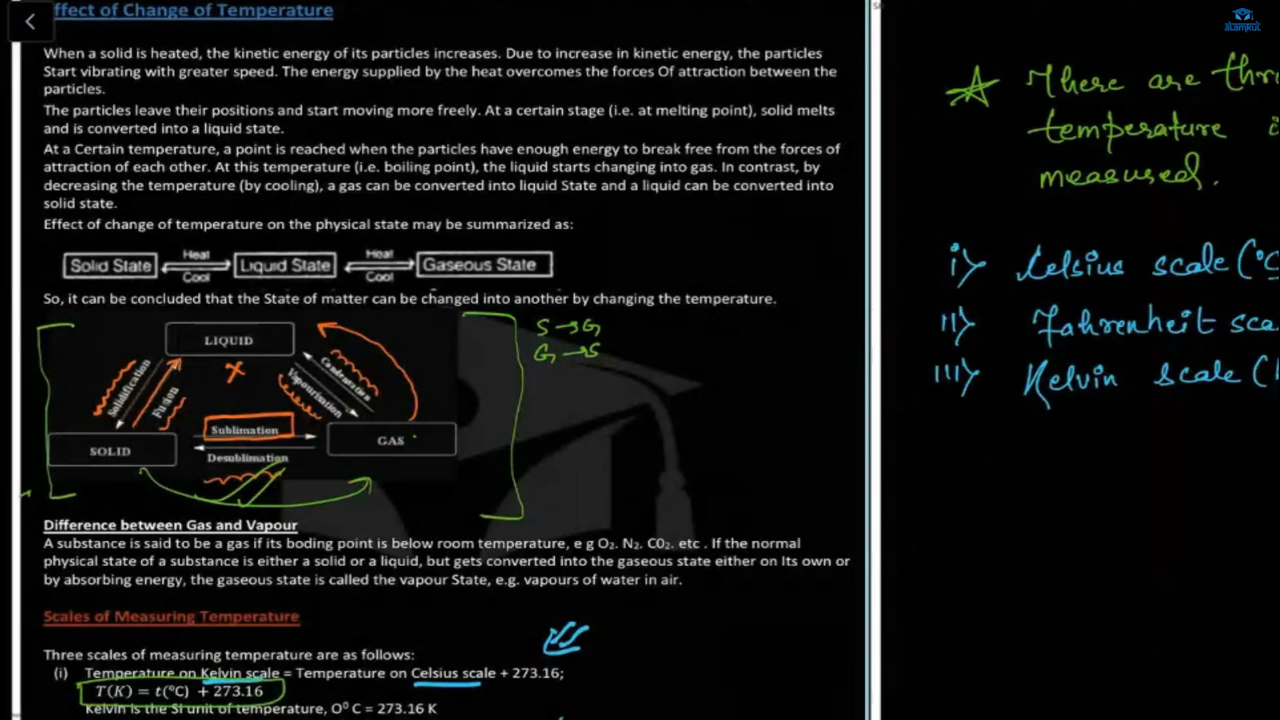 ffect of Change of Temperature
When a solid is heated, the kinetic energy of its particles increases. Due to increase in kinetic energy, the particles
Start vibrating with greater speed. The energy supplied by the heat overcomes the forces Of attraction between the
particles.
The particles leave their positions and start moving more freely. At a certain stage (i.e. at melting point), solid melts
and is converted into a liquid state.
At a Certain temperature, a point is reached when the particles have enough energy to break free from the forces of
attraction of each other. At this temperature (i.e. boiling point), the liquid starts changing into gas. In contrast, by
decreasing the temperature (by cooling), a gas can be converted into liquid State and a liquid can be converted into
solid state.
Effect of change of temperature on the physical state may be summarized as:
Solid State Heat Cool Liquid State Heat Cool Gaseous State
So, it can be concluded that the State of matter can be changed into another by changing the temperature.
S → G
G → S
LIQUID
Solidification
Fusion
Vapourisation
Condensation
Sublimation
Desublimation
SOLID
GAS
Difference between Gas and Vapour
A substance is said to be a gas if its boding point is below room temperature, e g O₂. N₂. CO₂. etc . If the normal
physical state of a substance is either a solid or a liquid, but gets converted into the gaseous state either on Its own or
by absorbing energy, the gaseous state is called the vapour State, e.g. vapours of water in air.
Scales of Measuring Temperature
Three scales of measuring temperature are as follows:
(i) Temperature on Kelvin scale = Temperature on Celsius scale + 273.16;
T(K) = t(°C) + 273.16
Kelvin is the SI unit of temperature, O⁰ C = 273.16 K
There are thr
temperature i
measured.
i) Celsius scale (°C
ii) Fahrenheit sca
iii) Kelvin scale (
alamkul